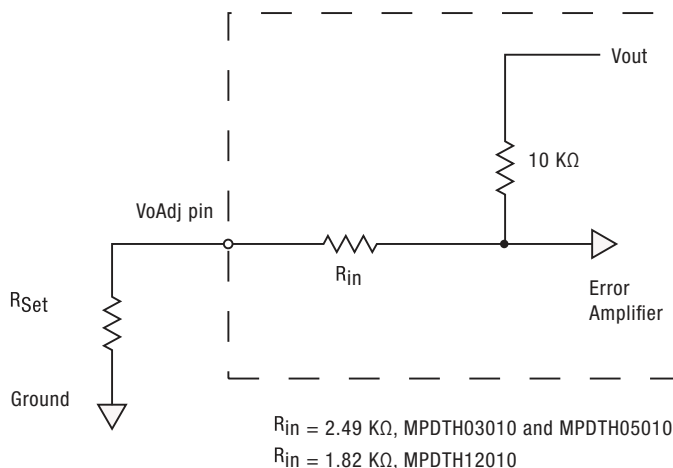 Vout
10 KΩ
VoAdj pin
Rin
RSet
Error
Amplifier
Ground
Rin = 2.49 KΩ, MPDTH03010 and MPDTH05010
Rin = 1.82 KΩ, MPDTH12010